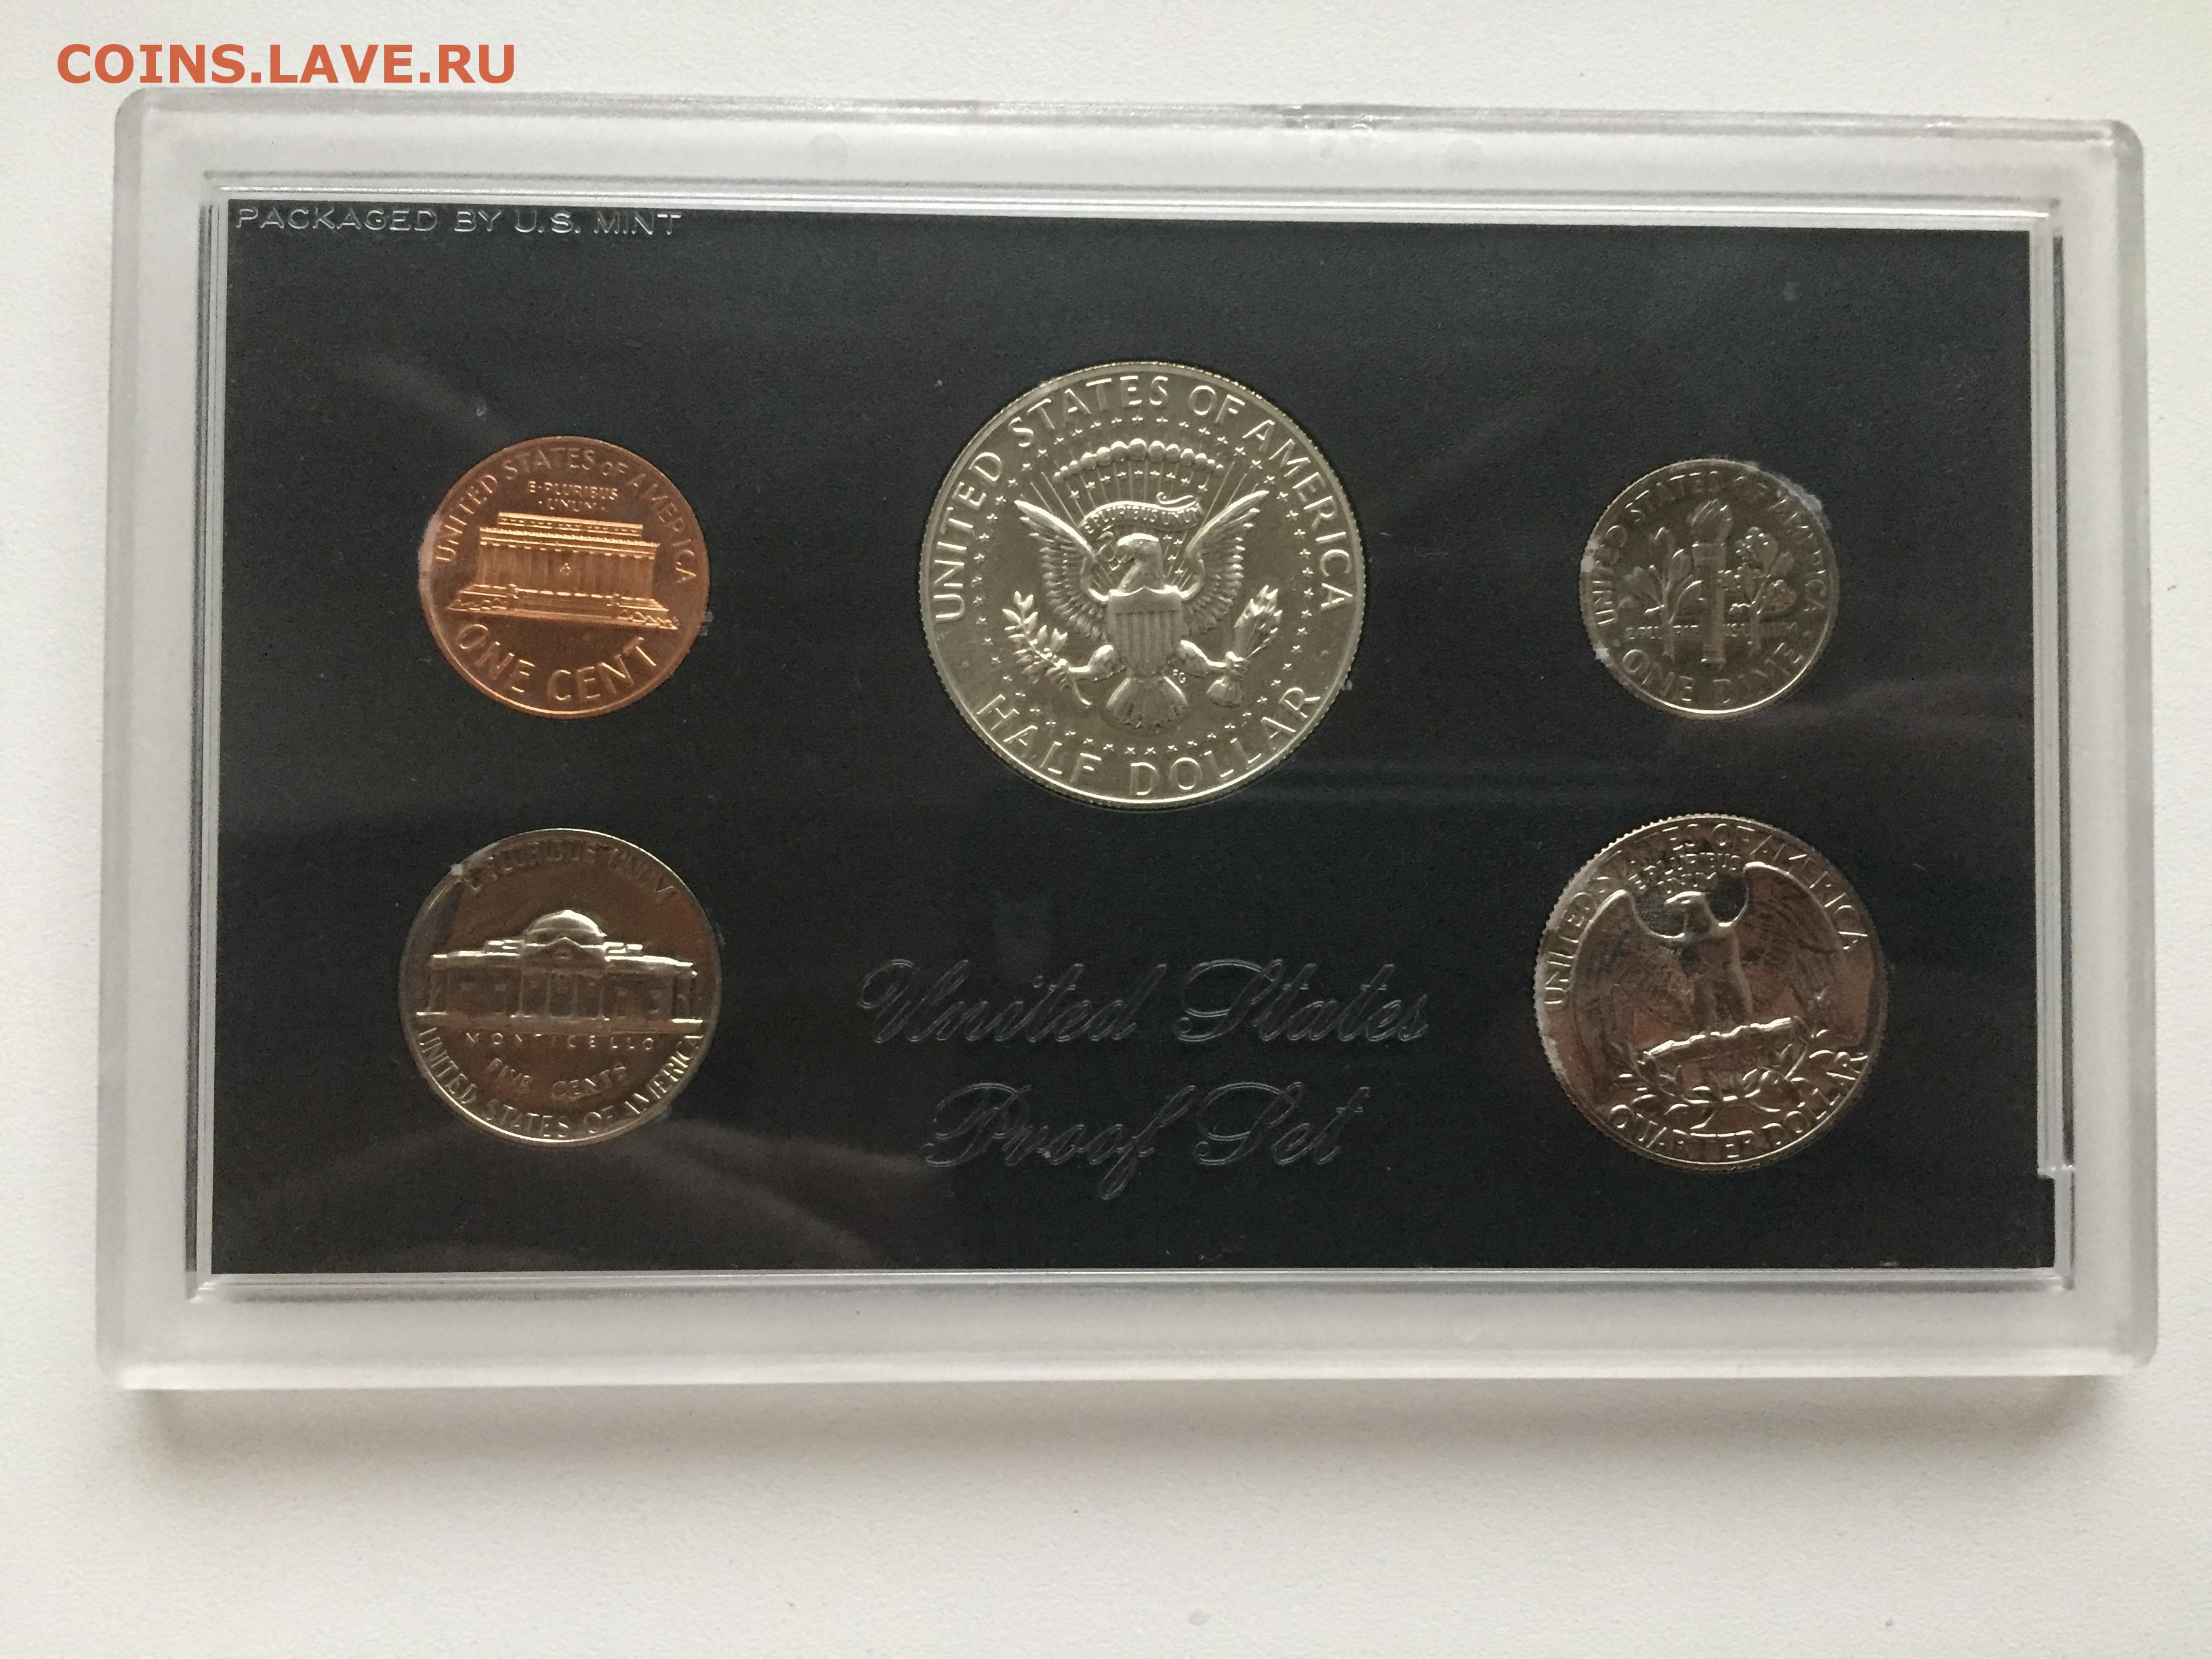 COINS.LAVE.RU
PACKAGED BY U.S. MINT
UNITED STATES OF AMERICA
E·PLURIBUS
UNUM
ONE CENT
UNITED STATES OF AMERICA
E PLURIBUS UNUM
FG
HALF DOLLAR
UNITED STATES OF AMERICA
ONE DIME
E PLURIBUS UNUM
MONTICELLO
FIVE CENTS
UNITED STATES OF AMERICA
UNITED STATES OF AMERICA
E PLURIBUS
UNUM
QUARTER DOLLAR
United States
Proof Set